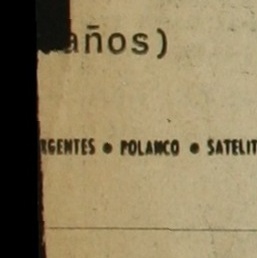 años)
RGENTES ● POLANCO ● SATELIT